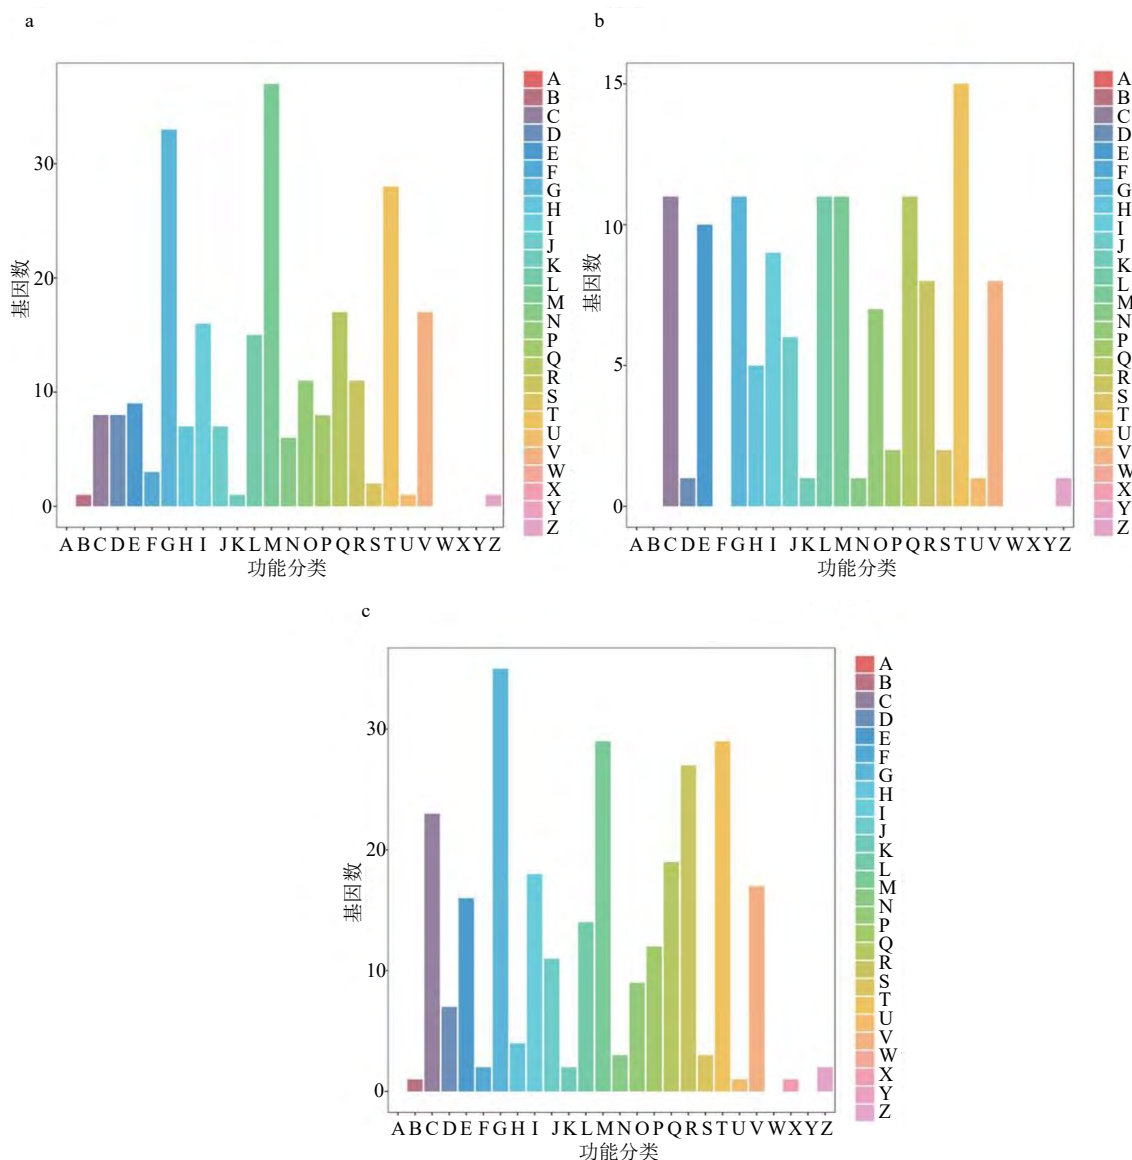 a
30
20
10
0
基因数
A B C D E F G H I J K L M N O P Q R S T U V W X Y Z
功能分类
A
B
C
D
E
F
G
H
I
J
K
L
M
N
P
Q
R
S
T
U
V
W
X
Y
Z
b
15
10
5
0
基因数
A B C D E F G H I J K L M N O P Q R S T U V W X Y Z
功能分类
A
B
C
D
E
F
G
H
I
J
K
L
M
N
P
Q
R
S
T
U
V
W
X
Y
Z
c
30
20
10
0
基因数
A B C D E F G H I J K L M N O P Q R S T U V W X Y Z
功能分类
A
B
C
D
E
F
G
H
I
J
K
L
M
N
P
Q
R
S
T
U
V
W
X
Y
Z